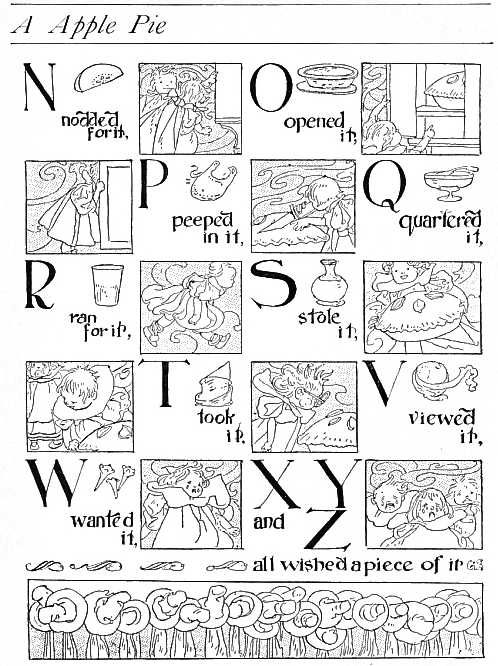 A Apple Pie
N nodded
for it,
O opened
it,
P peeped
in it,
Q quartered
it,
R ran
for it,
S stole
it,
T took
it,
V viewed
it,
W wanted
it,
X Y
and Z
all wished a piece of it